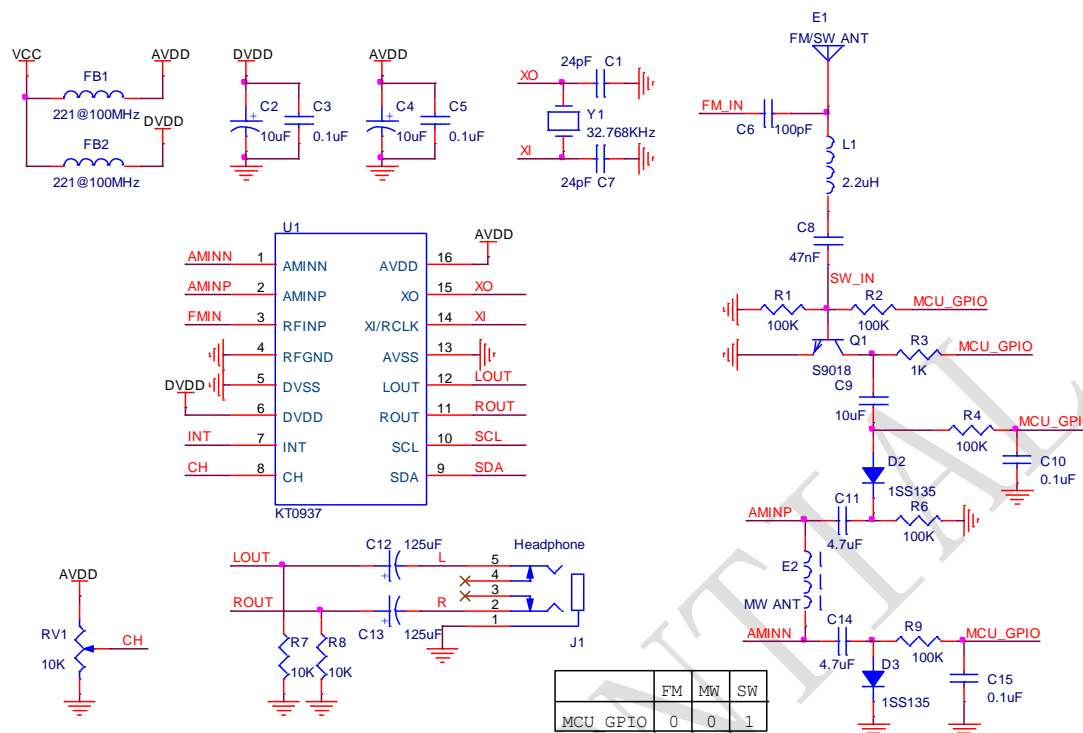 VCC
AVDD
FB1
221@100MHz
DVDD
FB2
221@100MHz
DVDD
C2
C3
10uF
0.1uF
AVDD
C4
C5
10uF
0.1uF
24pF C1
XO
Y1
32.768KHz
XI
24pF C7
E1
FM/SW_ANT
FM_IN
C6
100pF
L1
2.2uH
C8
47nF
SW_IN
R1
R2
MCU_GPIO
100K
100K
Q1
R3
MCU_GPIO
S9018
1K
C9
10uF
R4
MCU_GPIO
100K
C10
0.1uF
D2
1SS135
C11
AMINP
R6
4.7uF
100K
E2
MW ANT
C14
R9
AMINN
MCU_GPIO
4.7uF
100K
D3
C15
1SS135
0.1uF
U1
AVDD
AMINN 1 AMINN AVDD 16
AMINP 2 AMINP XO 15 XO
FMIN 3 RFINP XI/RCLK 14 XI
4 RFGND AVSS 13
5 DVSS LOUT 12 LOUT
DVDD
6 DVDD ROUT 11 ROUT
INT 7 INT SCL 10 SCL
CH 8 CH SDA 9 SDA
KT0937
AVDD
RV1
CH
10K
C12 125uF
LOUT
L
5
Headphone
4
3
ROUT
R
2
C13
125uF
1
J1
R7
R8
10K
10K
FM MW SW
MCU GPIO 0 0 1
NTIAL